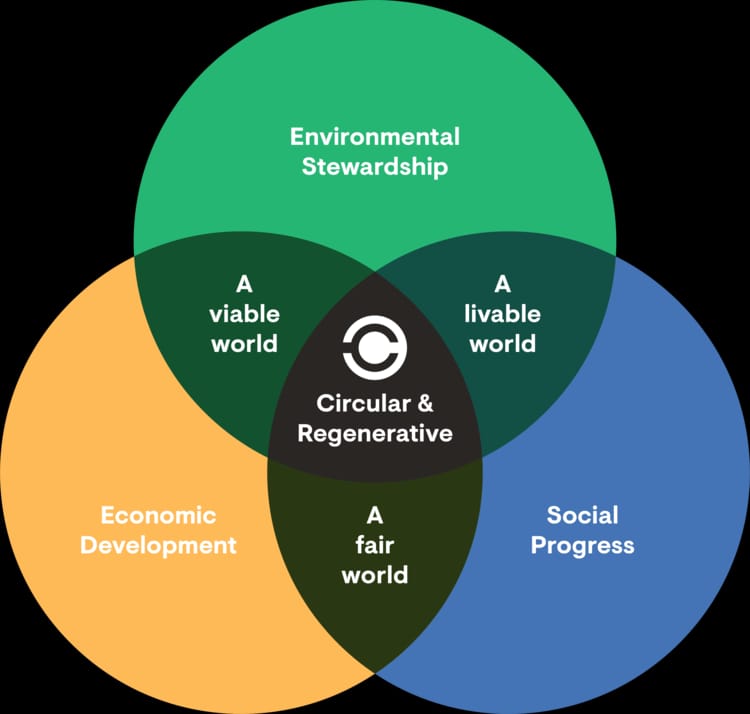 Environmental
Stewardship
A
viable
world
A
livable
world
Circular &
Regenerative
Economic
Development
A
fair
world
Social
Progress